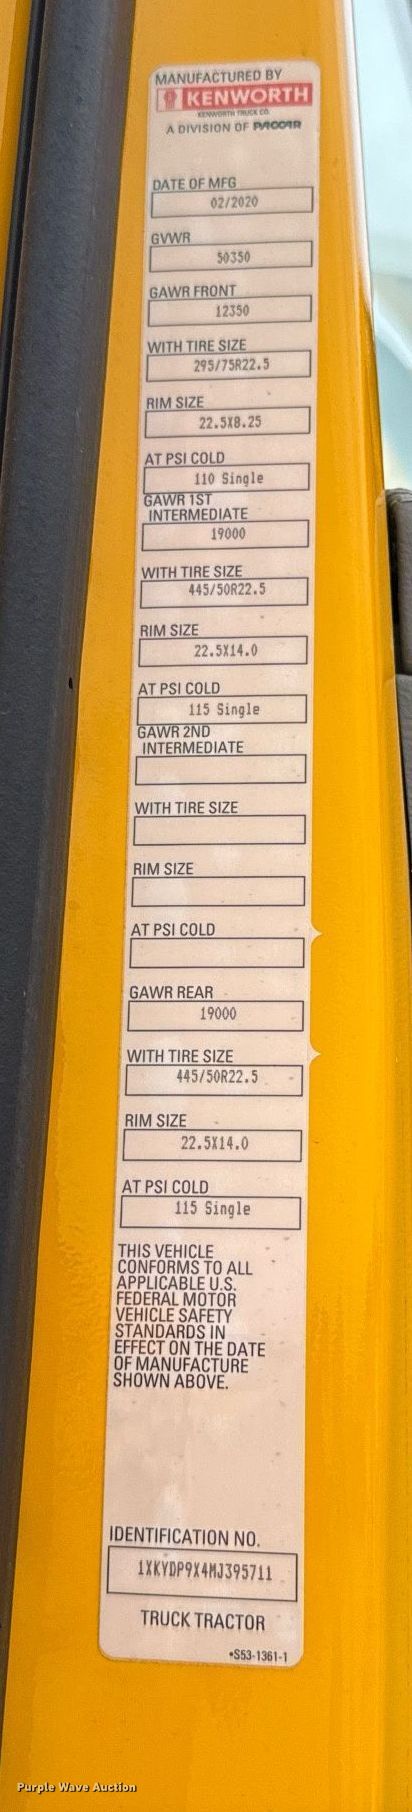 MANUFACTURED BY
KENWORTH
KENWORTH TRUCK CO.
A DIVISION OF PACCAR
DATE OF MFG
02/2020
GVWR
50350
GAWR FRONT
12350
WITH TIRE SIZE
295/75R22.5
RIM SIZE
22.5X8.25
AT PSI COLD
110 Single
GAWR 1ST
INTERMEDIATE
19000
WITH TIRE SIZE
445/50R22.5
RIM SIZE
22.5X14.0
AT PSI COLD
115 Single
GAWR 2ND
INTERMEDIATE
WITH TIRE SIZE
RIM SIZE
AT PSI COLD
GAWR REAR
19000
WITH TIRE SIZE
445/50R22.5
RIM SIZE
22.5X14.0
AT PSI COLD
115 Single
THIS VEHICLE
CONFORMS TO ALL
APPLICABLE U.S.
FEDERAL MOTOR
VEHICLE SAFETY
STANDARDS IN
EFFECT ON THE DATE
OF MANUFACTURE
SHOWN ABOVE.
IDENTIFICATION NO.
1XKYDP9X4MJ395711
TRUCK TRACTOR
•S53-1361-1
Purple Wave Auction